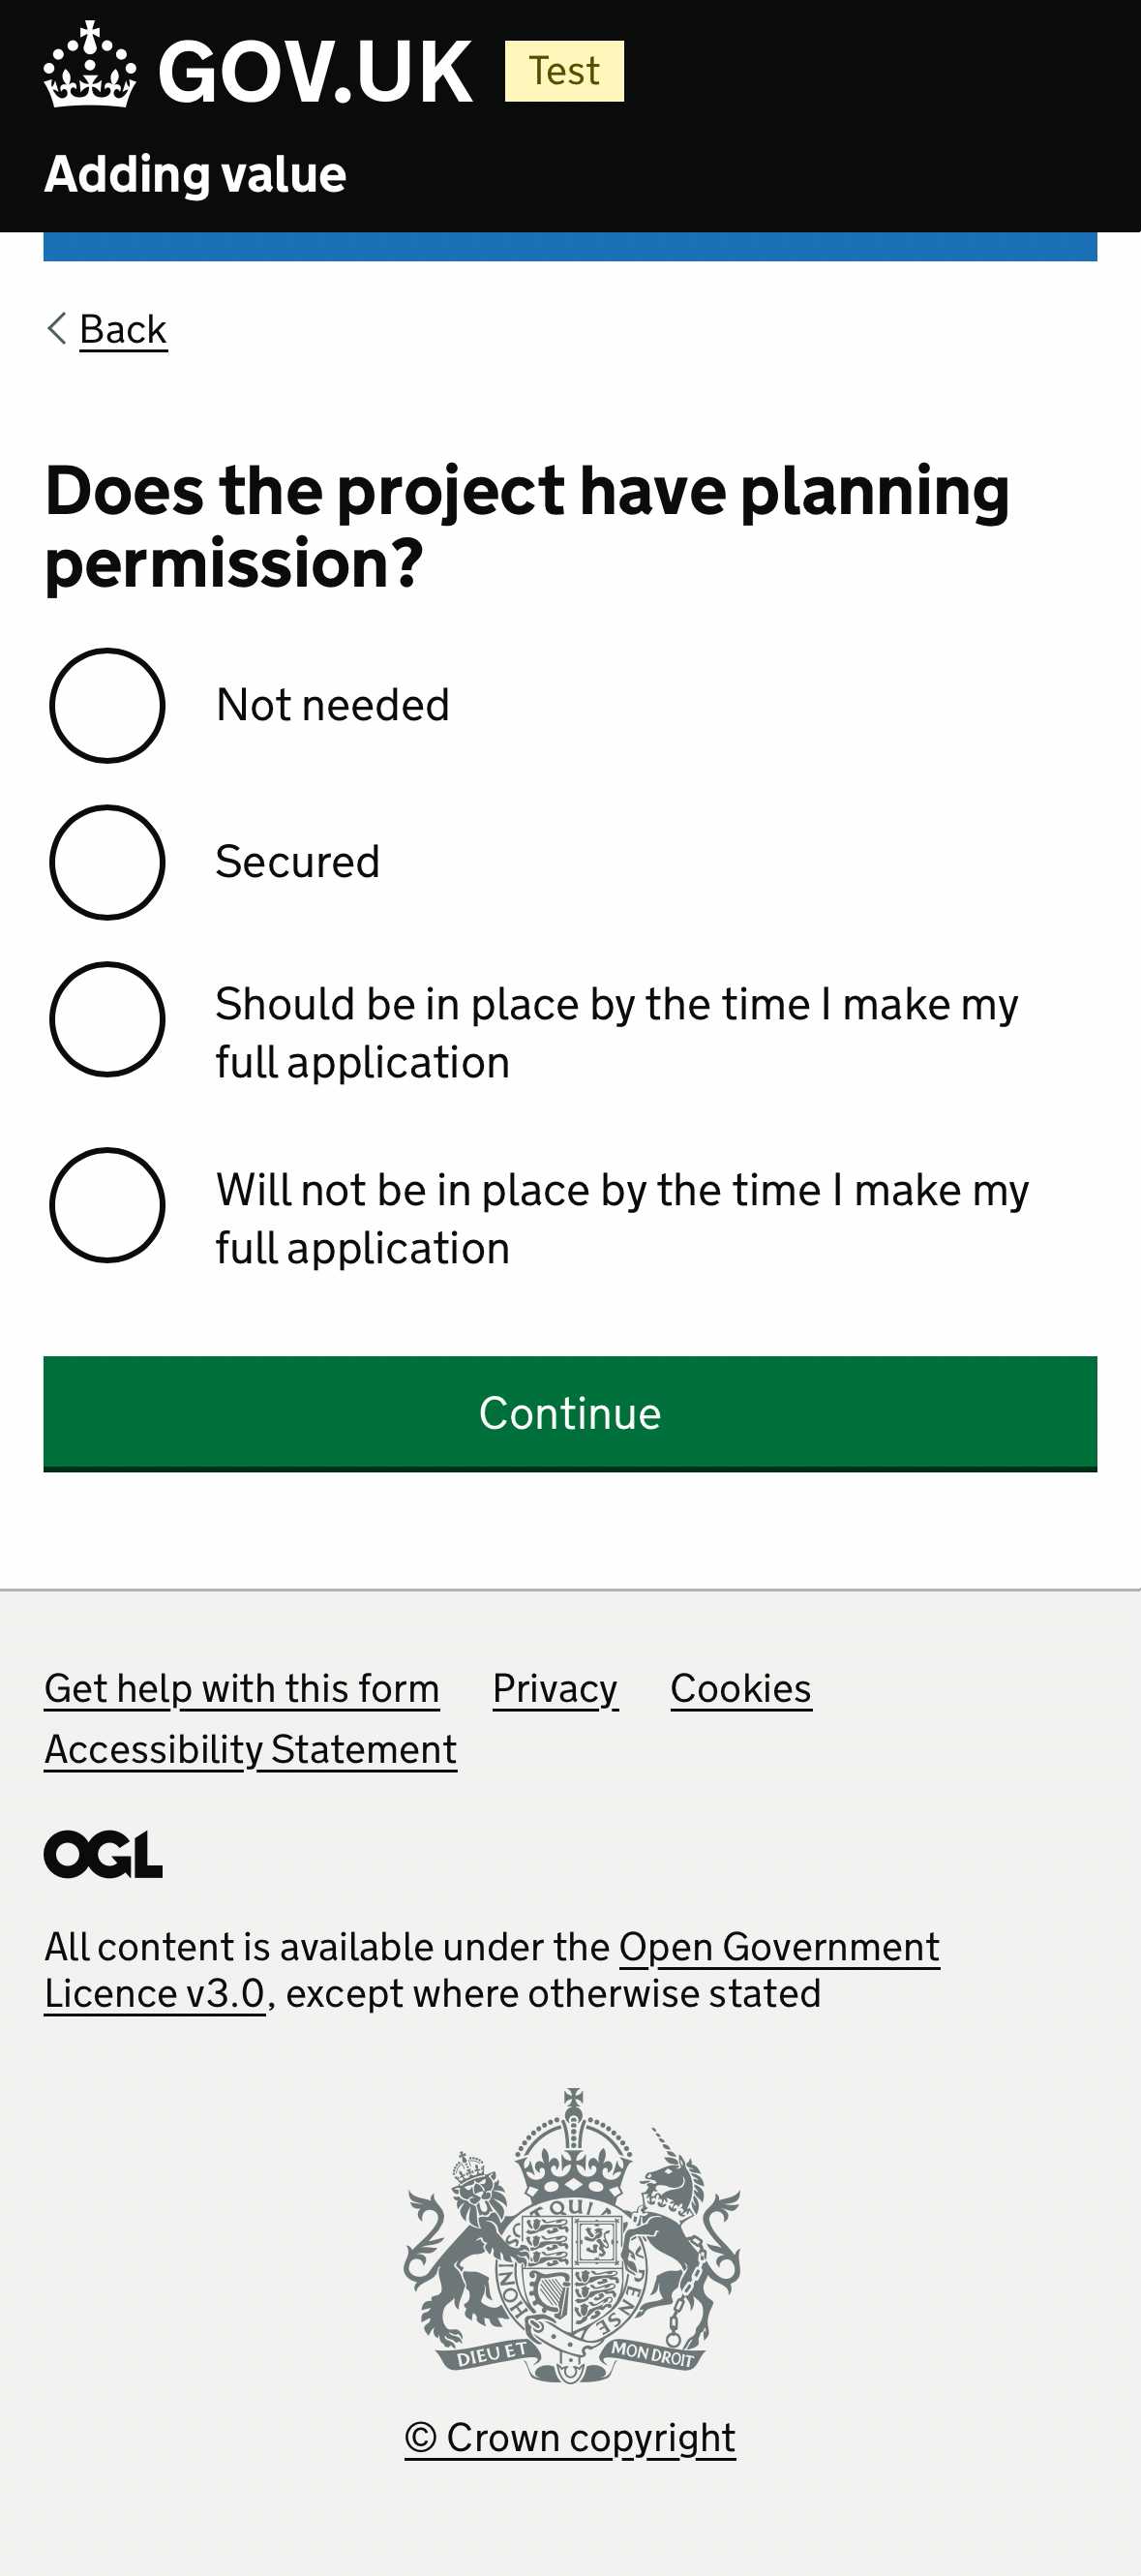 GOV.UK Test
Adding value
Back
Does the project have planning
permission?
Not needed
Secured
Should be in place by the time I make my
full application
Will not be in place by the time I make my
full application
Continue
Get help with this form Privacy Cookies
Accessibility Statement
OGL
All content is available under the Open Government
Licence v3.0, except where otherwise stated
QUI
HONI
PENSE
DIEU ET MON DROIT
© Crown copyright